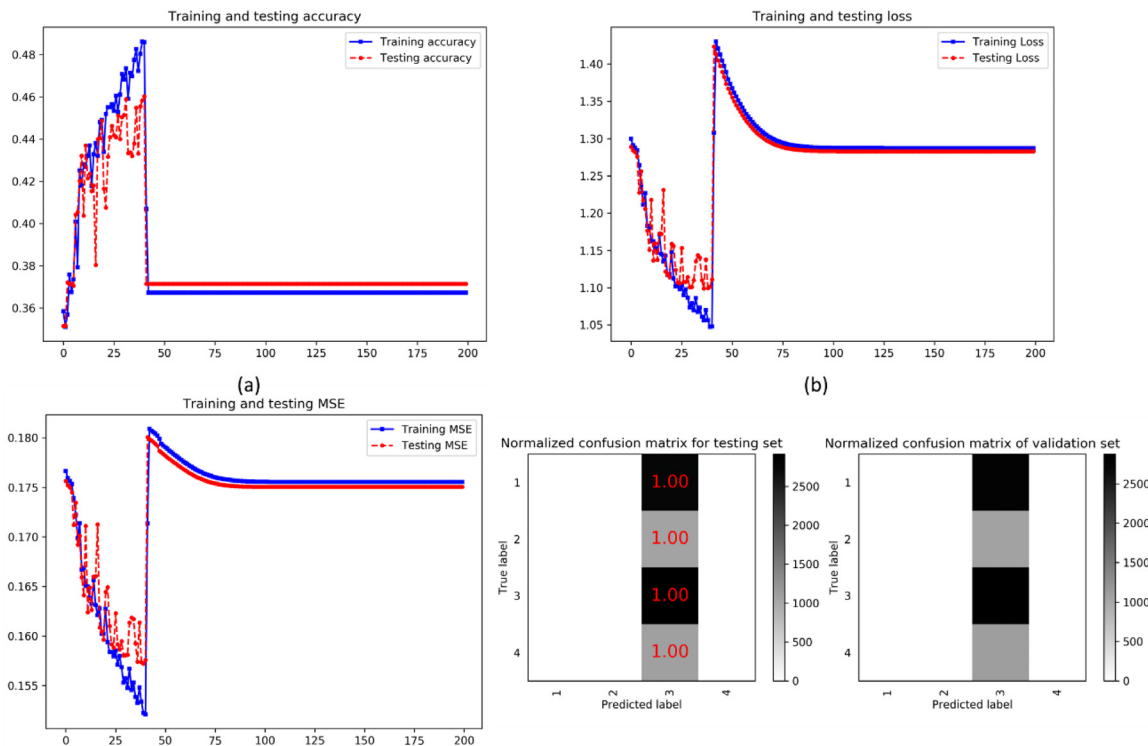 Training and testing accuracy
Training accuracy
Testing accuracy
0.48
0.46
0.44
0.42
0.40
0.38
0.36
0 25 50 75 100 125 150 175 200
(a)
Training and testing loss
Training Loss
Testing Loss
1.40
1.35
1.30
1.25
1.20
1.15
1.10
1.05
0 25 50 75 100 125 150 175 200
(b)
Training and testing MSE
Training MSE
Testing MSE
0.180
0.175
0.170
0.165
0.160
0.155
0 25 50 75 100 125 150 175 200
Normalized confusion matrix for testing set
True label
1 1.00
2 1.00
3 1.00
4 1.00
1 2 3 4
Predicted label
2500
2000
1500
1000
500
0
Normalized confusion matrix of validation set
True label
1
2
3
4
1 2 3 4
Predicted label
2500
2000
1500
1000
500
0